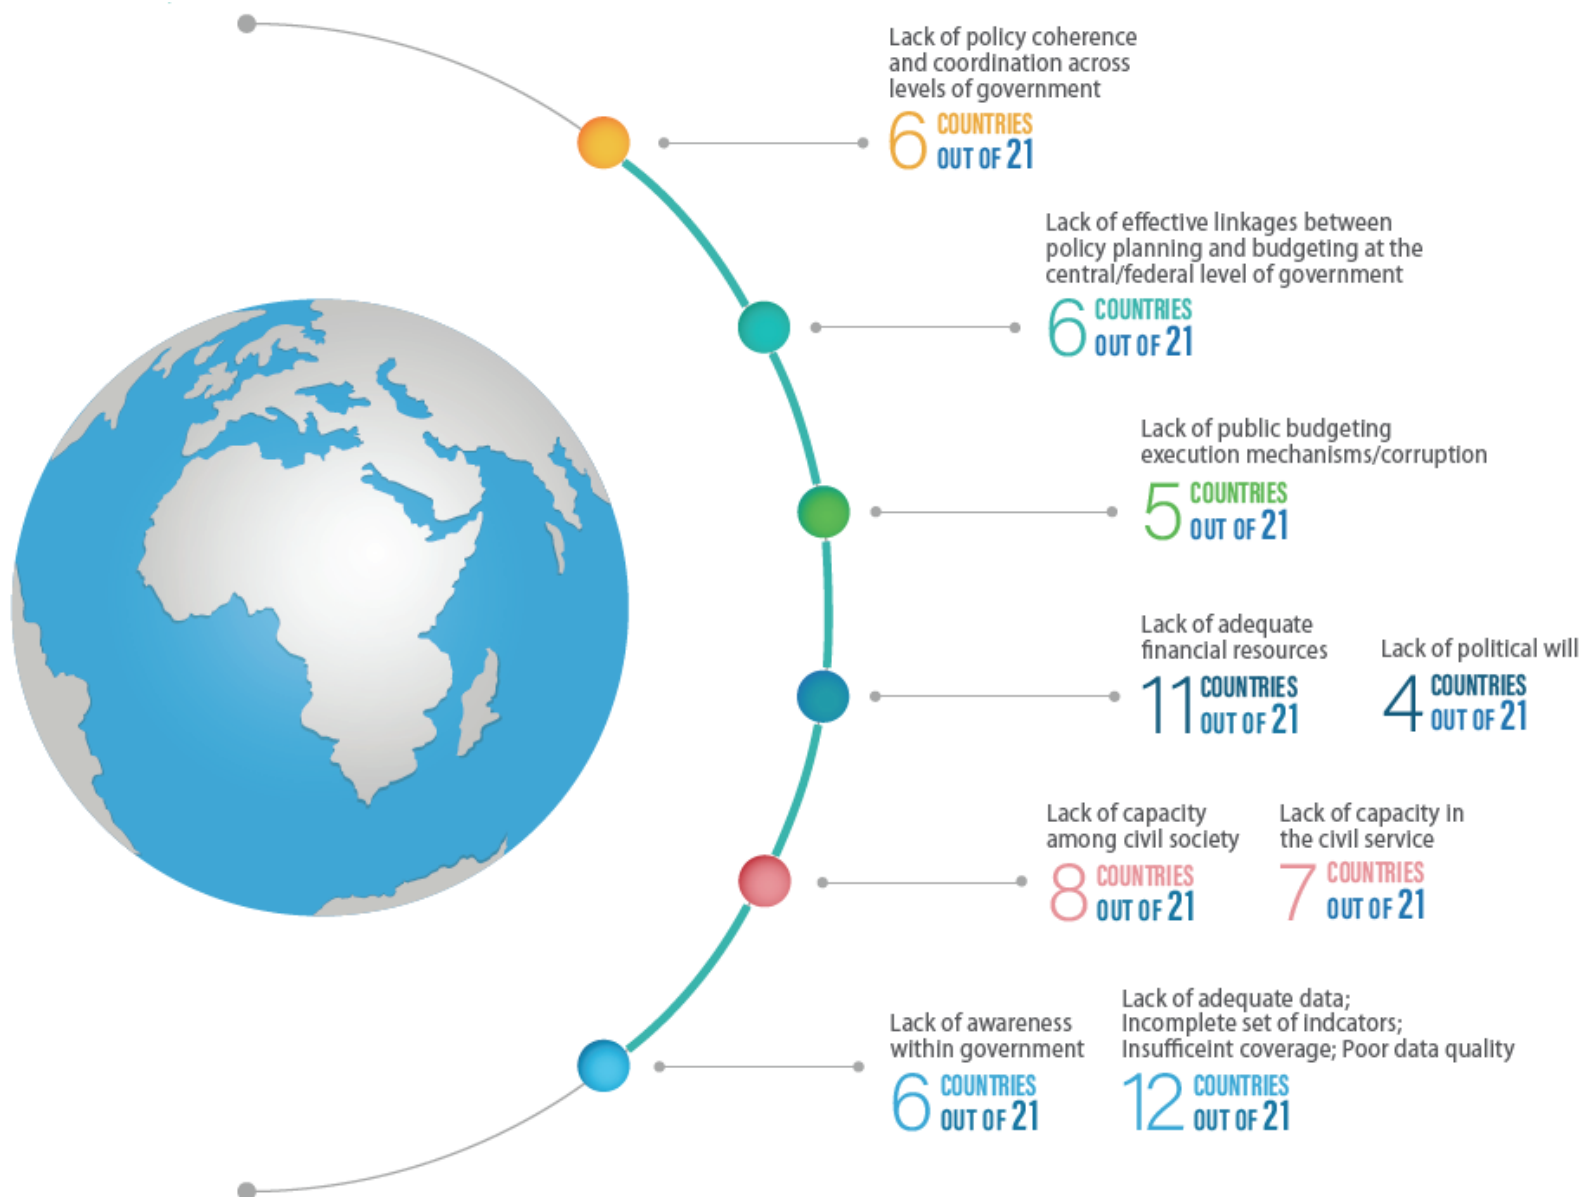 Lack of policy coherence
and coordination across
levels of government
6 COUNTRIES
OUT OF 21
Lack of effective linkages between
policy planning and budgeting at the
central/federal level of government
6 COUNTRIES
OUT OF 21
Lack of public budgeting
execution mechanisms/corruption
5 COUNTRIES
OUT OF 21
Lack of adequate
financial resources
11 COUNTRIES
OUT OF 21
Lack of political will
4 COUNTRIES
OUT OF 21
Lack of capacity
among civil society
8 COUNTRIES
OUT OF 21
Lack of capacity in
the civil service
7 COUNTRIES
OUT OF 21
Lack of awareness
within government
6 COUNTRIES
OUT OF 21
Lack of adequate data;
Incomplete set of indcators;
Insufficeint coverage; Poor data quality
12 COUNTRIES
OUT OF 21